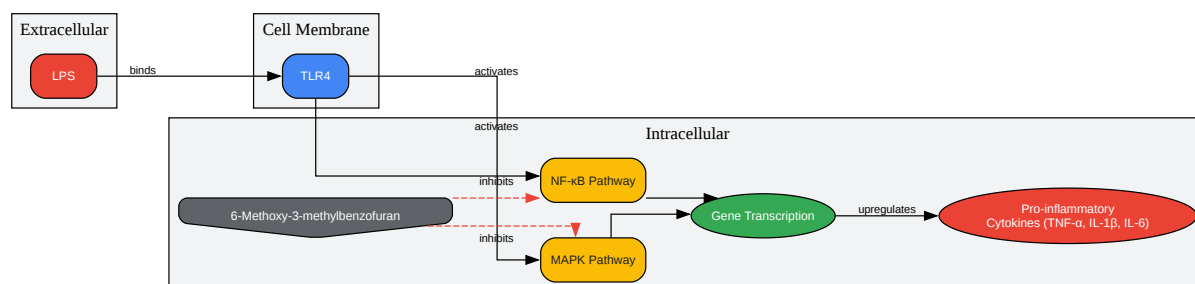 Extracellular
Cell Membrane
LPS
binds
TLR4
activates
activates
Intracellular
NF-κB Pathway
inhibits
6-Methoxy-3-methylbenzofuran
inhibits
MAPK Pathway
Gene Transcription
upregulates
Pro-inflammatory
Cytokines (TNF-α, IL-1β, IL-6)